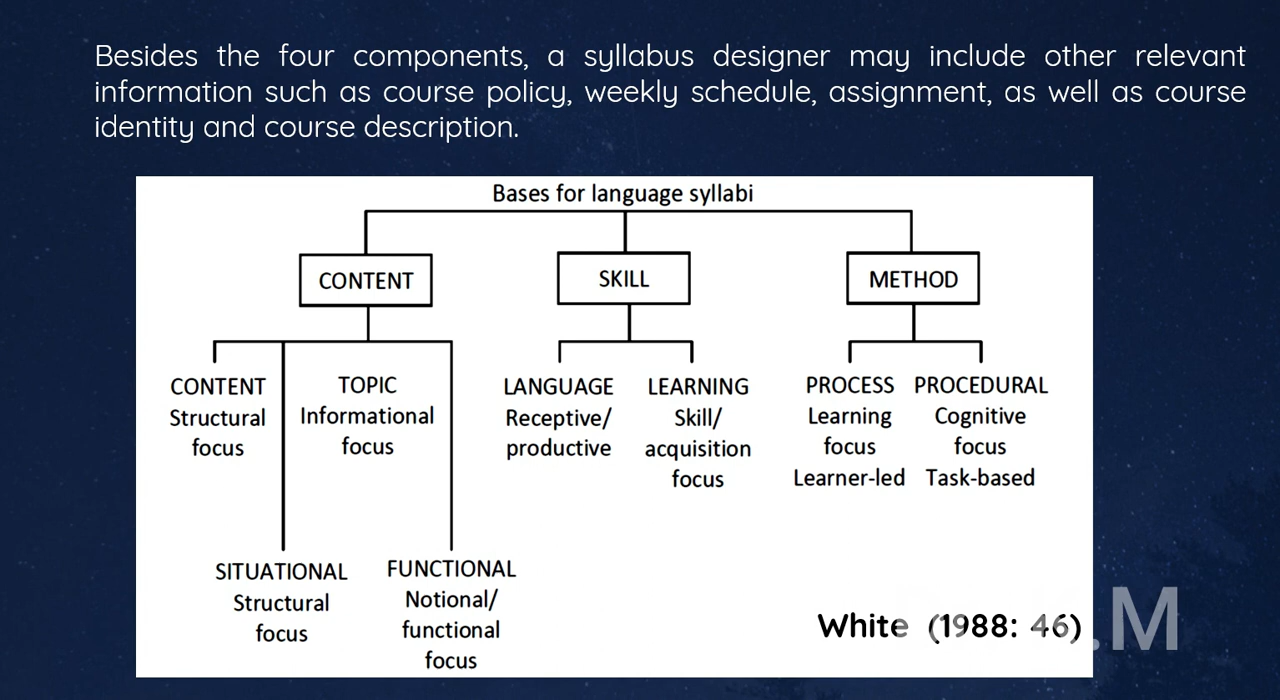 Besides the four components, a syllabus designer may include other relevant
information such as course policy, weekly schedule, assignment, as well as course
identity and course description.
Bases for language syllabi
CONTENT
SKILL
METHOD
CONTENT
Structural
focus
TOPIC
Informational
focus
LANGUAGE
Receptive/
productive
LEARNING
Skill/
acquisition
focus
PROCESS
Learning
focus
Learner-led
PROCEDURAL
Cognitive
focus
Task-based
SITUATIONAL
Structural
focus
FUNCTIONAL
Notional/
functional
focus
White (1988: 46)
.M